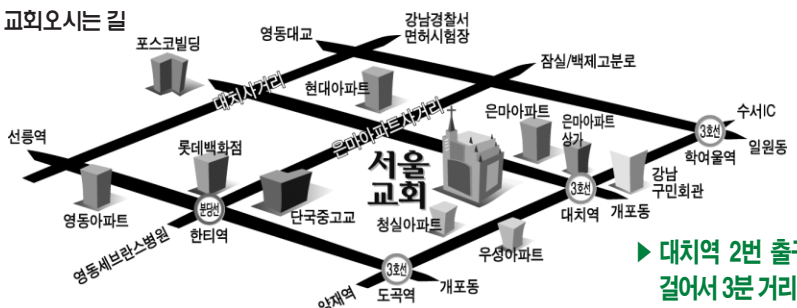 교회오시는 길
포스코빌딩
영동대교
강남경찰서
면허시험장
잠실/백제고분로
대치사거리
현대아파트
은마아파트사거리
은마아파트
은마아파트
상가
수서IC
3호선
일원동
학여울역
선릉역
롯데백화점
서울
교회
강남
구민회관
3호선
대치역
개포동
영동아파트
분당선
한티역
단국중고교
청실아파트
우성아파트
영동세브란스병원
3호선
도곡역
개포동
양재역
▶ 대치역 2번 출구
걸어서 3분 거리